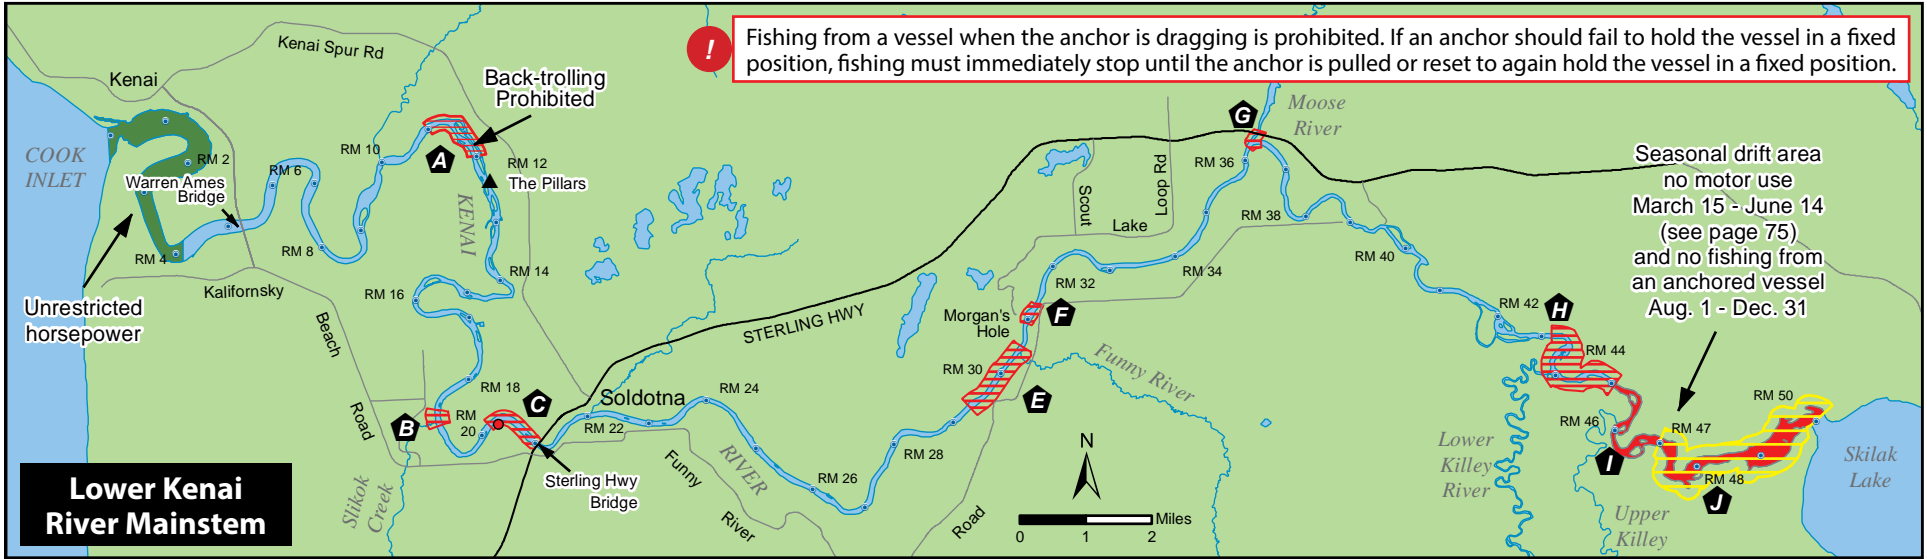 ! Fishing from a vessel when the anchor is dragging is prohibited. If an anchor should fail to hold the vessel in a fixed
position, fishing must immediately stop until the anchor is pulled or reset to again hold the vessel in a fixed position.
Kenai Spur Rd
Kenai
Back-trolling
Prohibited
COOK
INLET
RM 2
Warren Ames
Bridge
RM 4
RM 6
RM 8
RM 10
A
RM 12
The Pillars
KENAI
RM 14
RM 16
Unrestricted
horsepower
Kalifornsky
Beach
Road
RM 18
B
RM
20
C
Soldotna
RM 22
RM 24
Sterling Hwy
Bridge
Slikok
Creek
Lower Kenai
River Mainstem
STERLING HWY
Funny
River
Road
RIVER
RM 26
RM 28
RM 30
E
Morgan's
Hole
F
Funny River
RM 32
RM 34
Scout
Lake
Loop Rd
RM 36
G
Moose
River
RM 38
RM 40
RM 42
H
RM 44
Seasonal drift area
no motor use
March 15 - June 14
(see page 75)
and no fishing from
an anchored vessel
Aug. 1 - Dec. 31
RM 46
I
RM 47
RM 48
J
RM 50
Skilak
Lake
Lower
Killey
River
Upper
Killey
N
Miles
0 1 2